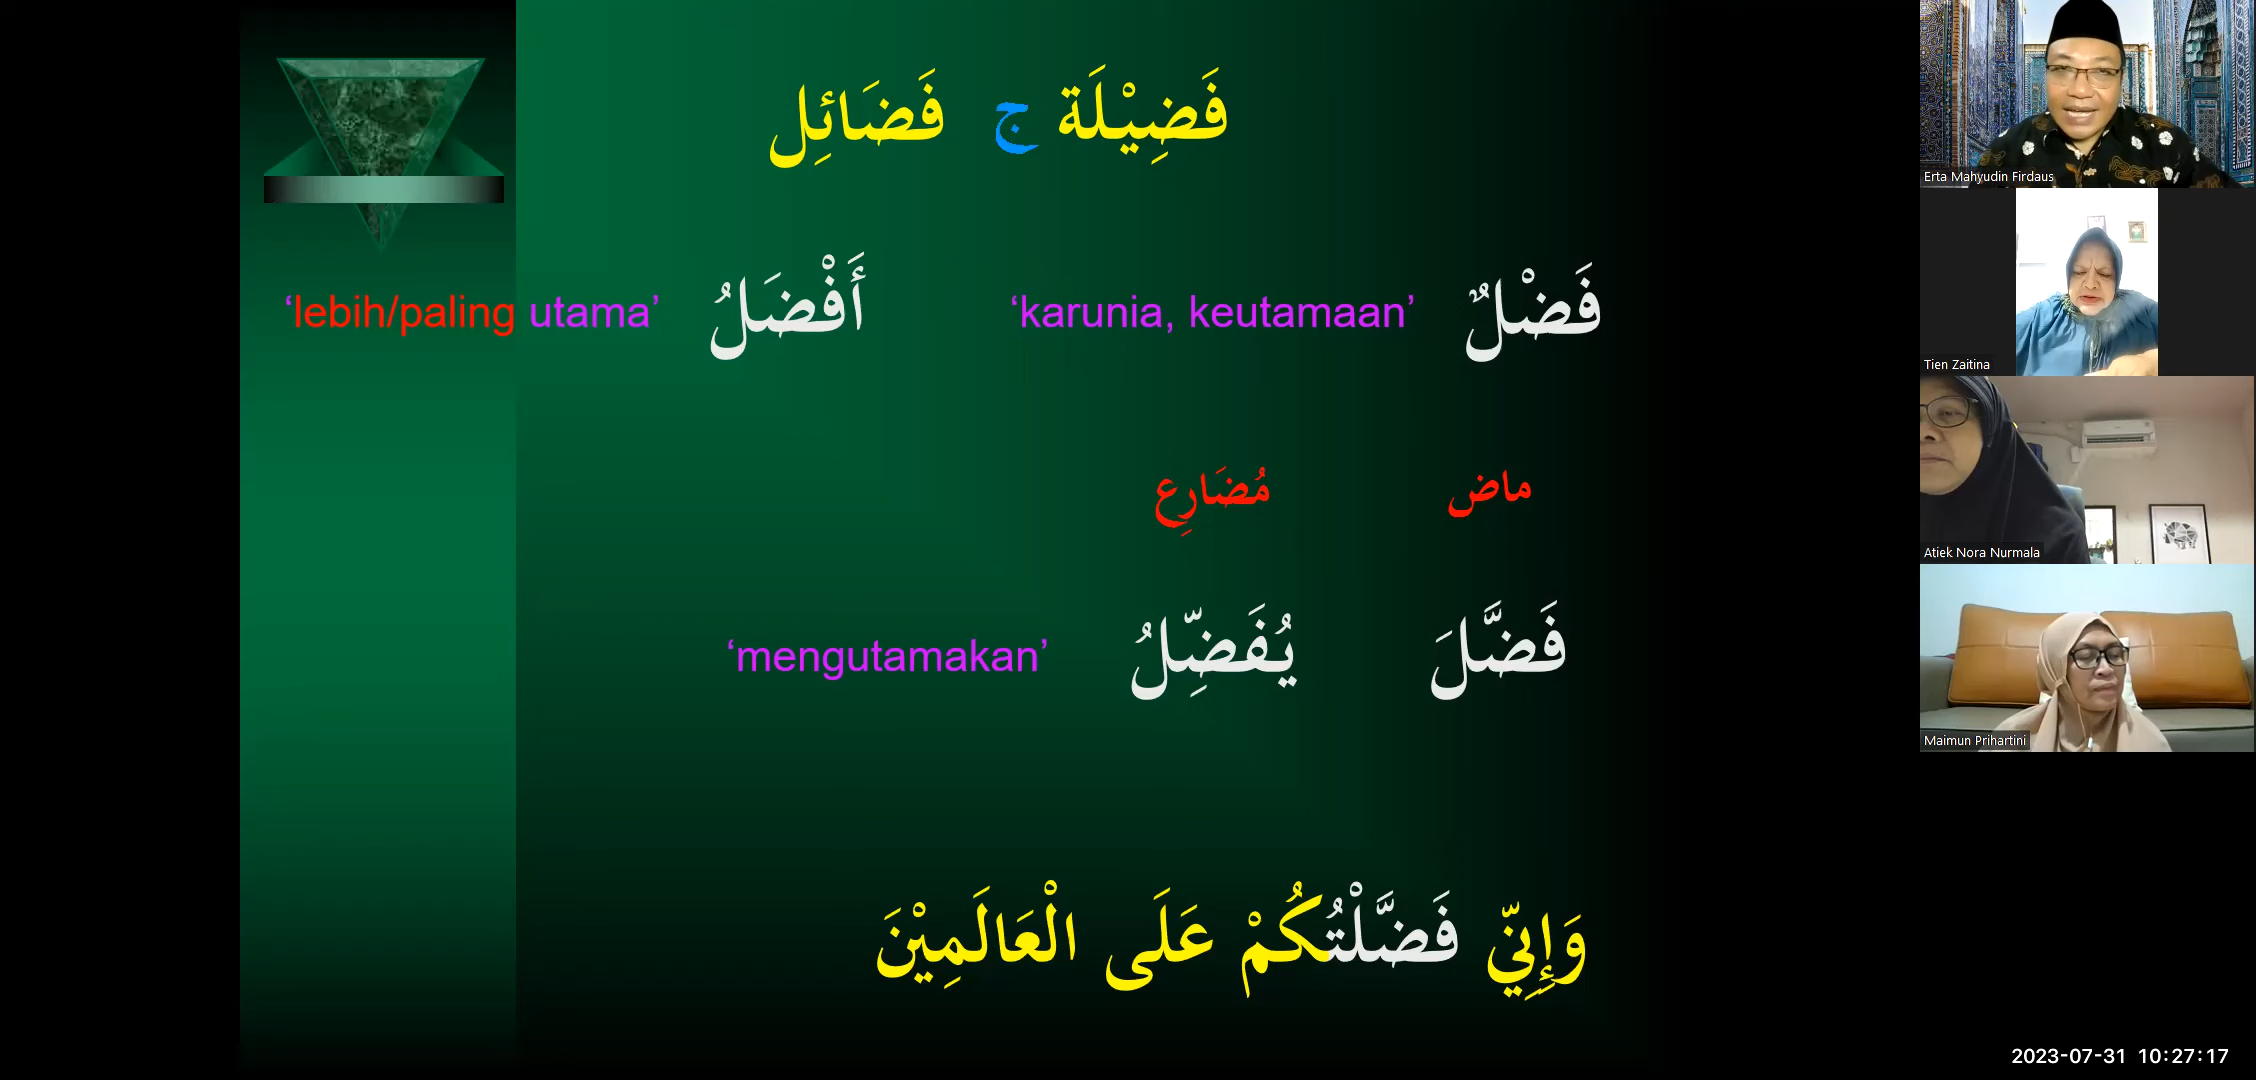 فَضِيْلَة ج فَضَائِل
فَضْلٌ ‘karunia, keutamaan’ أَفْضَلُ ‘lebih/paling utama’
ماض مُضَارِع
فَضَّلَ يُفَضِّلُ ‘mengutamakan’
وَإِنِّيْ فَضَّلْتُكُمْ عَلَى الْعَالَمِيْنَ
Erta Mahyudin Firdaus
Tien Zaitina
Atiek Nora Nurmala
Maimun Prihartini
2023-07-31 10:27:17